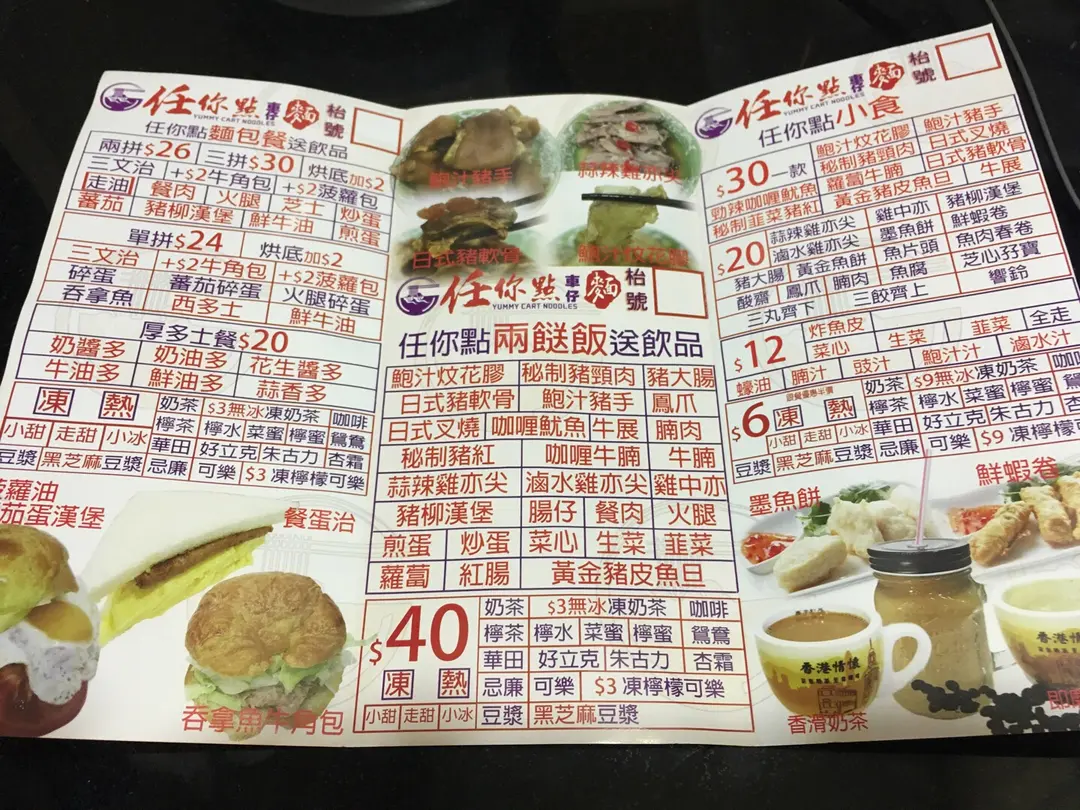 任你點 車仔麵 枱號
YUMMY CART NOODLES
任你點麵包餐送飲品
兩拼$26 三拼$30 烘底加$2
三文治 +$2牛角包 +$2菠蘿包
走油 餐肉 火腿 芝士 炒蛋
番茄 豬柳漢堡 鮮牛油 煎蛋
單拼$24 烘底加$2
三文治 +$2牛角包 +$2菠蘿包
碎蛋 番茄碎蛋 火腿碎蛋
吞拿魚 西多士 鮮牛油
厚多士餐$20
奶醬多 奶油多 花生醬多
牛油多 鮮油多 蒜香多
凍 熱 奶茶 $3無冰凍奶茶 咖啡
檸茶 檸水 菜蜜 檸蜜 鴛鴦
小甜 走甜 小冰 華田 好立克 朱古力 杏霜
豆漿 黑芝麻豆漿 忌廉 可樂 $3 凍檸檬可樂
蘿油
茄蛋漢堡
餐蛋治
吞拿魚牛角包
鮑汁豬手
蒜辣雞亦尖
日式豬軟骨
鮑汁炆花膠
任你點 車仔麵 枱號
YUMMY CART NOODLES
任你點兩餸飯送飲品
鮑汁炆花膠 秘制豬頸肉 豬大腸
日式豬軟骨 鮑汁豬手 鳳爪
日式叉燒 咖喱魷魚 牛展 腩肉
秘制豬紅 咖喱牛腩 牛腩
蒜辣雞亦尖 滷水雞亦尖 雞中亦
豬柳漢堡 腸仔 餐肉 火腿
煎蛋 炒蛋 菜心 生菜 韮菜
蘿蔔 紅腸 黃金豬皮魚旦
$40 奶茶 $3無冰凍奶茶 咖啡
檸茶 檸水 菜蜜 檸蜜 鴛鴦
華田 好立克 朱古力 杏霜
凍 熱 忌廉 可樂 $3 凍檸檬可樂
小甜 走甜 小冰 豆漿 黑芝麻豆漿
任你點 車仔麵 枱號
YUMMY CART NOODLES
任你點小食
$30一款 鮑汁炆花膠 鮑汁豬手
秘制豬頸肉 日式叉燒
蘿蔔牛腩 日式豬軟骨
勁辣咖喱魷魚 黃金豬皮魚旦 牛展
秘制韮菜豬紅
$20 蒜辣雞亦尖 雞中亦 豬柳漢堡
滷水雞亦尖 墨魚餅 鮮蝦卷
豬大腸 黃金魚餅 魚片頭 魚肉春卷
酸齋 鳳爪 腩肉 魚腐 芝心孖寶
三丸齊下 三餃齊上 響鈴
$12 炸魚皮
菜心 生菜 韮菜 全走
蠔油 腩汁 豉汁 鮑魚汁 滷水汁
$6 凍 熱 奶茶 $9無冰凍奶茶 咖啡
檸茶 檸水 菜蜜 檸蜜
小甜 走甜 小冰 華田 好立克 朱古力 杏霜
豆漿 黑芝麻豆漿 忌廉 可樂 $9 凍檸檬可樂
墨魚餅
鮮蝦卷
香港情懷
香港情懷
香滑奶茶